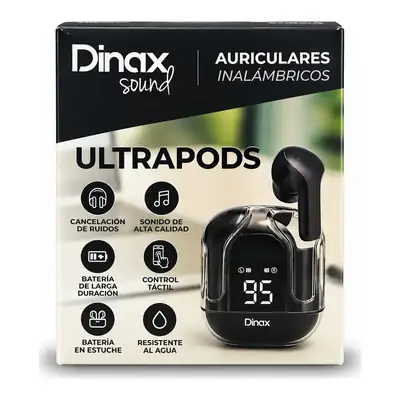 Dinax
sound
AURICULARES
INALÁMBRICOS
ULTRAPODS
CANCELACIÓN
DE RUIDOS
SONIDO DE
ALTA CALIDAD
BATERÍA
DE LARGA
DURACIÓN
CONTROL
TÁCTIL
BATERÍA
EN ESTUCHE
RESISTENTE
AL AGUA
L R
95
Dinax